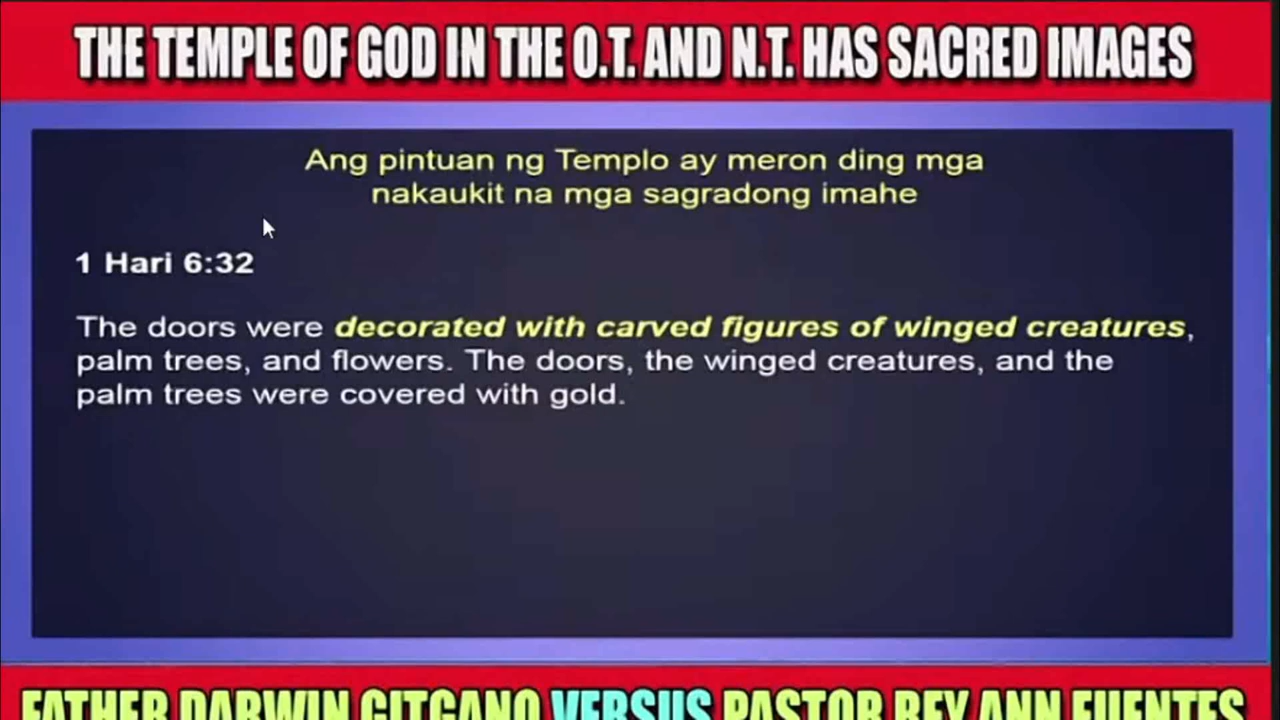 THE TEMPLE OF GOD IN THE O.T. AND N.T. HAS SACRED IMAGES
Ang pintuan ng Templo ay meron ding mga
nakaukit na mga sagradong imahe
1 Hari 6:32
The doors were decorated with carved figures of winged creatures,
palm trees, and flowers. The doors, the winged creatures, and the
palm trees were covered with gold.
FATHER DARWIN GITGANO VERSUS PASTOR REY ANN FUENTES